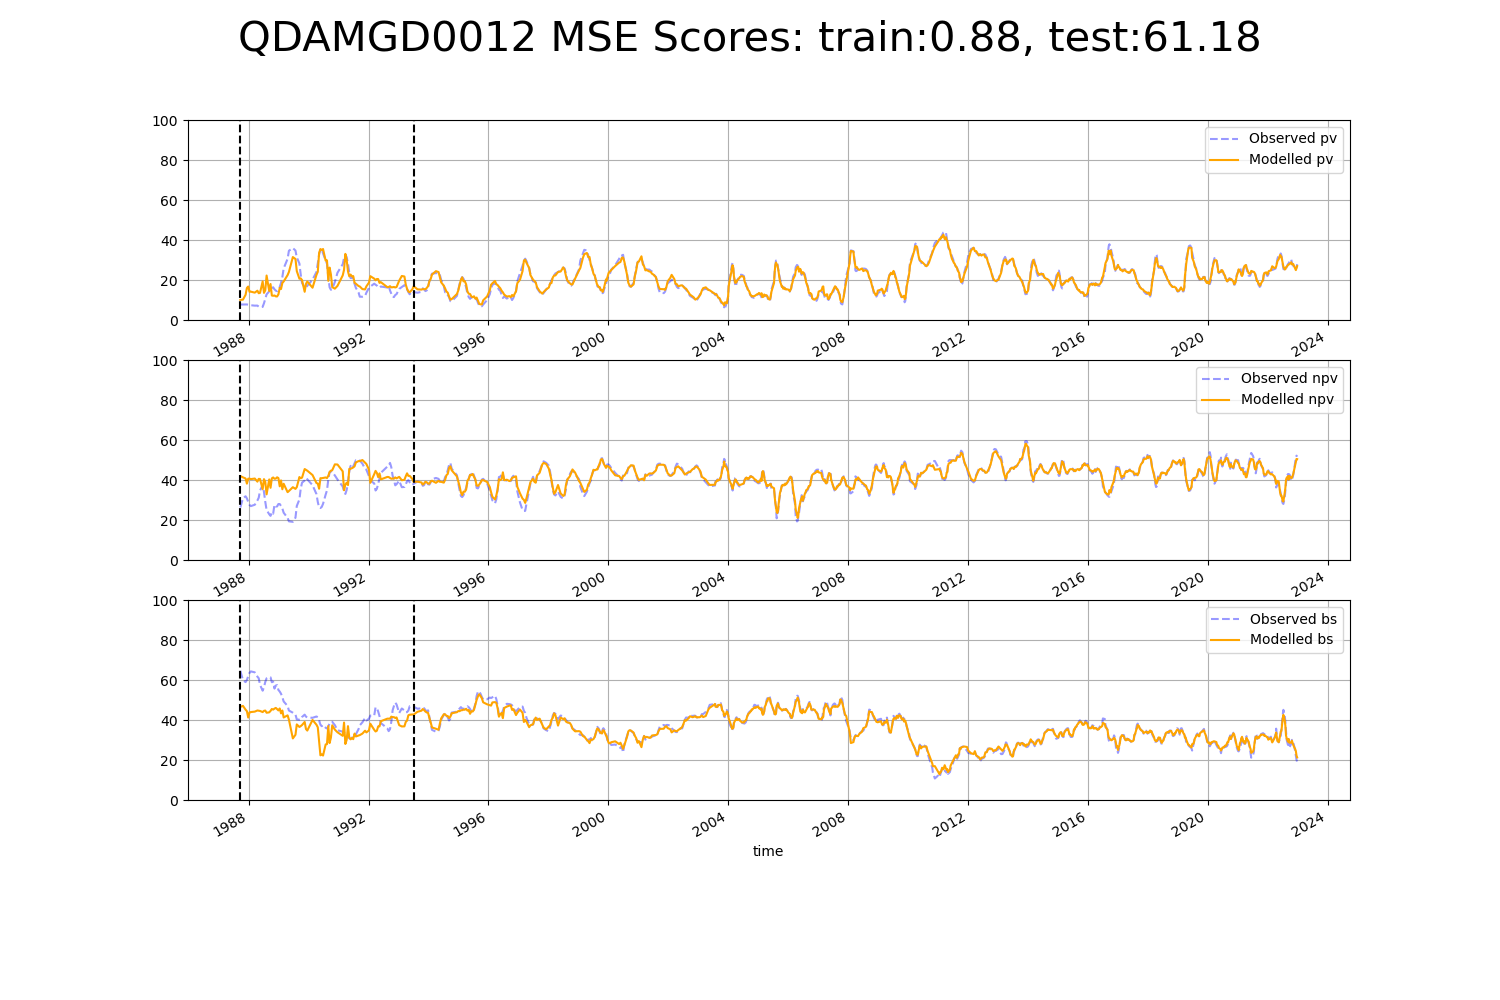 QDAMGD0012 MSE Scores: train:0.88, test:61.18
100
80
60
40
20
0
Observed pv
Modelled pv
1988 1992 1996 2000 2004 2008 2012 2016 2020 2024
100
80
60
40
20
0
Observed npv
Modelled npv
1988 1992 1996 2000 2004 2008 2012 2016 2020 2024
100
80
60
40
20
0
Observed bs
Modelled bs
1988 1992 1996 2000 2004 2008 2012 2016 2020 2024
time